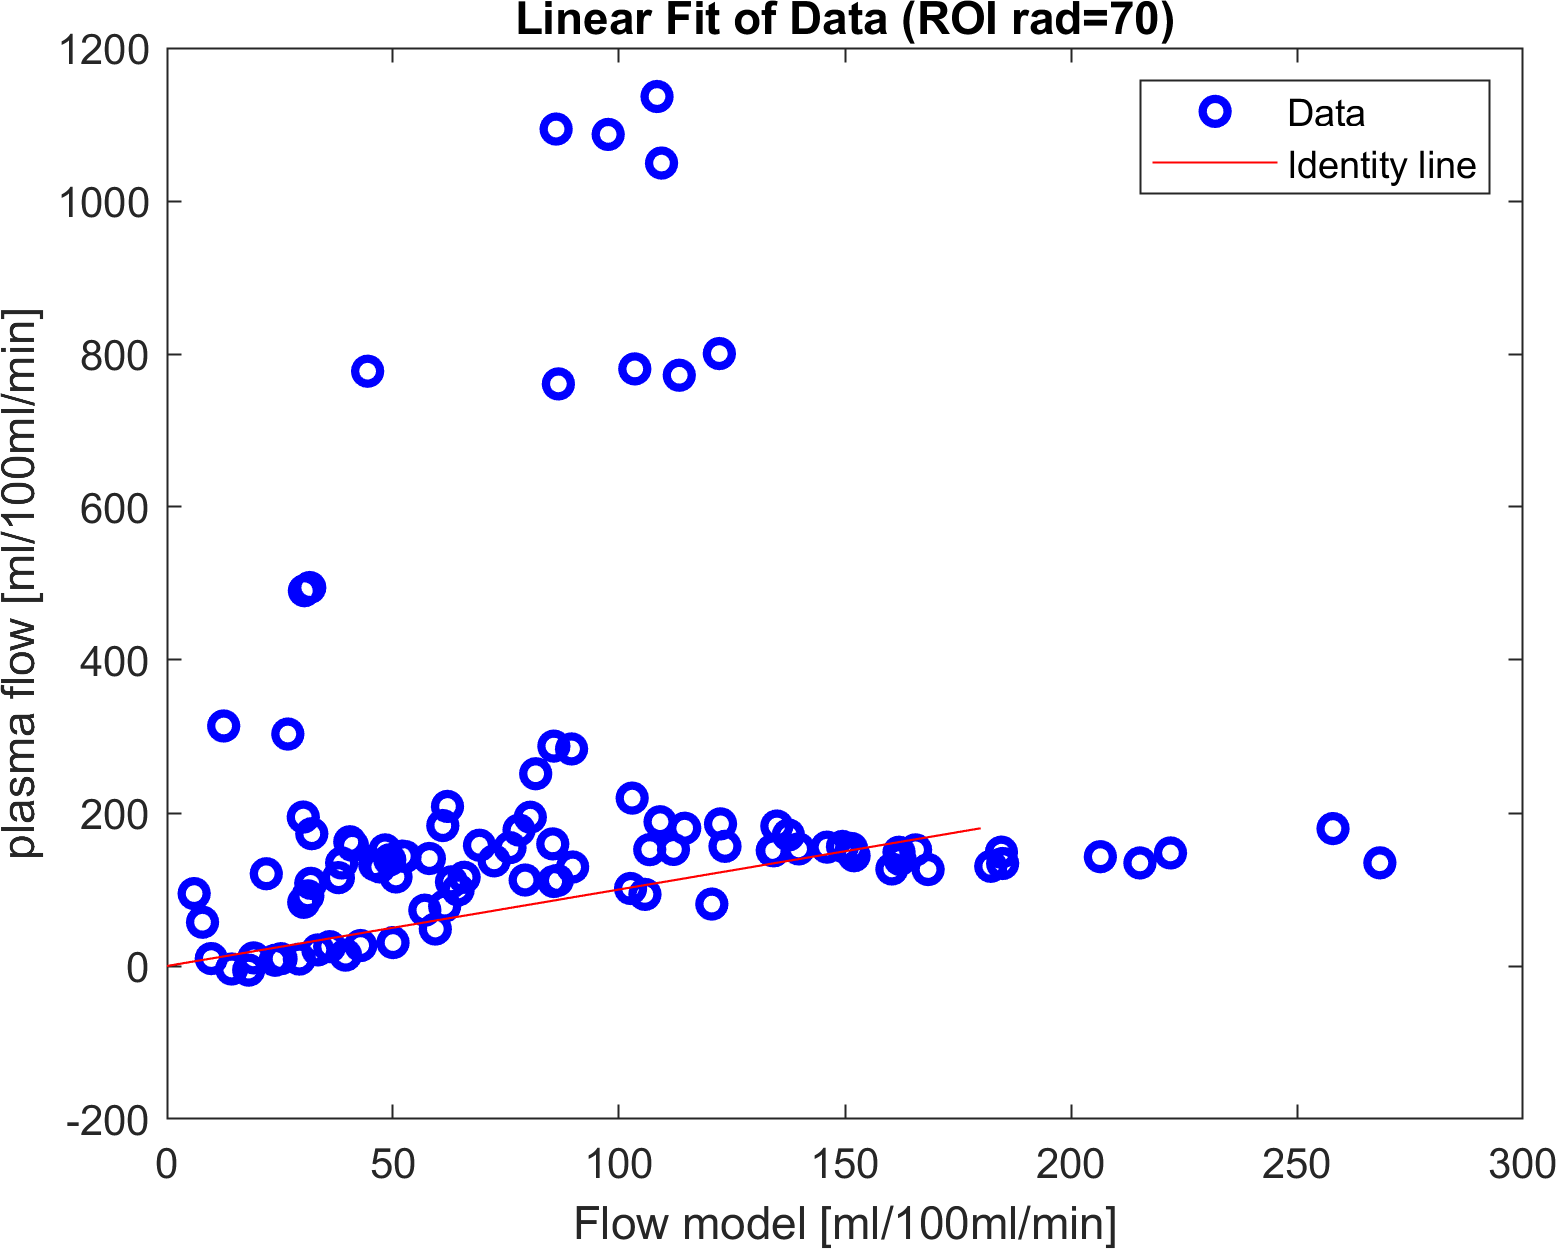 Linear Fit of Data (ROI rad=70)
1200
1000
800
600
400
200
0
-200
0 50 100 150 200 250 300
plasma flow [ml/100ml/min]
Flow model [ml/100ml/min]
Data
Identity line